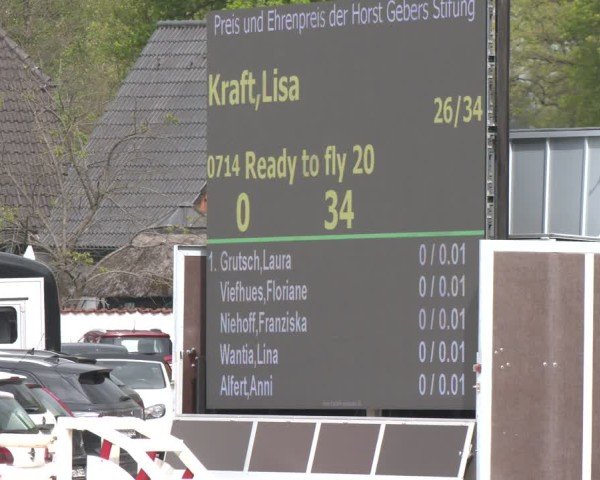 Preis und Ehrenpreis der Horst Gebers Stifung
Kraft,Lisa
26/34
0714 Ready to fly 20
0 34
1. Grutsch,Laura 0 / 0.01
Viefhues,Floriane 0 / 0.01
Niehoff,Franziska 0 / 0.01
Wantia,Lina 0 / 0.01
Alfert,Anni 0 / 0.01